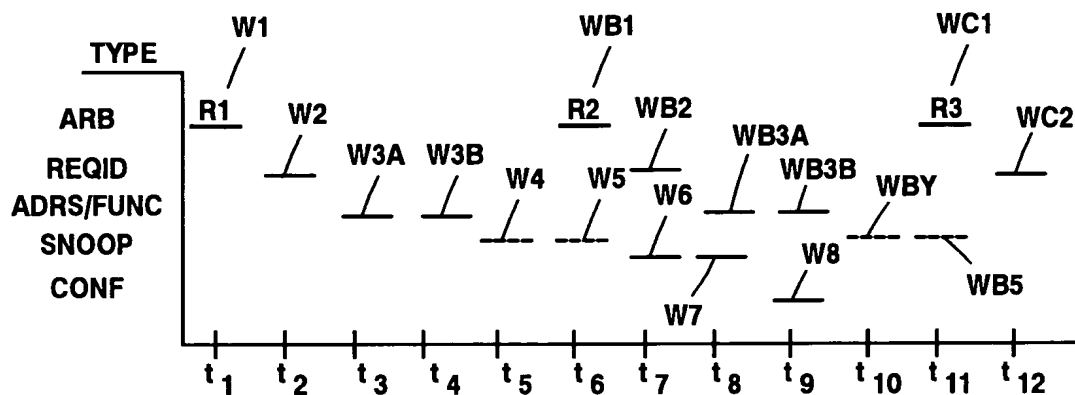 W1 WB1 WC1
TYPE
ARB R1 W2 R2 WB2 R3 WC2
REQID W3A W3B W4 W5 W6 WB3A WB3B WBY
ADRS/FUNC
SNOOP W8
CONF W7 WB5
t1 t2 t3 t4 t5 t6 t7 t8 t9 t10 t11 t12